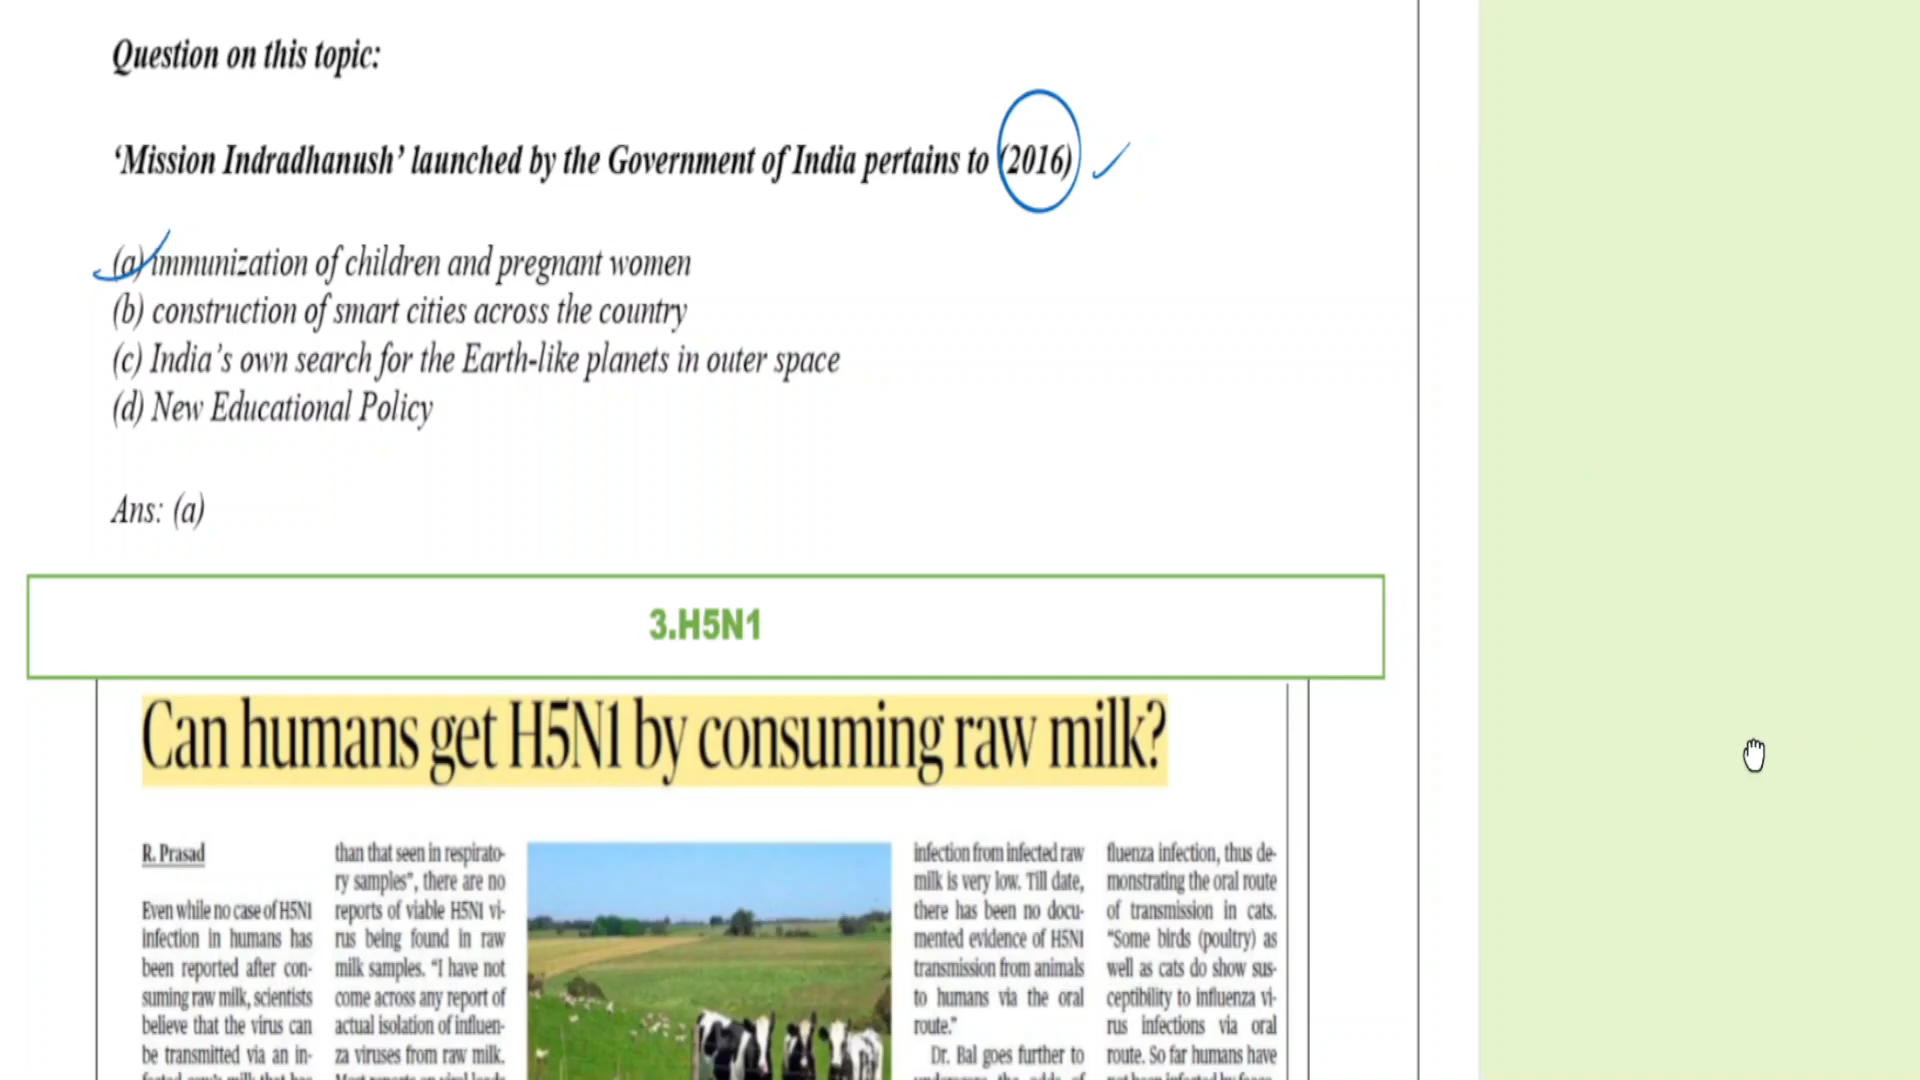 Question on this topic:
‘Mission Indradhanush’ launched by the Government of India pertains to (2016)
(a) immunization of children and pregnant women
(b) construction of smart cities across the country
(c) India’s own search for the Earth-like planets in outer space
(d) New Educational Policy
Ans: (a)
3.H5N1
Can humans get H5N1 by consuming raw milk?
R. Prasad
Even while no case of H5N1
infection in humans has
been reported after con-
suming raw milk, scientists
believe that the virus can
be transmitted via an in-
than that seen in respirato-
ry samples”, there are no
reports of viable H5N1 vi-
rus being found in raw
milk samples. “I have not
come across any report of
actual isolation of influen-
za viruses from raw milk.
infection from infected raw
milk is very low. Till date,
there has been no docu-
mented evidence of H5N1
transmission from animals
to humans via the oral
route.”
Dr. Bal goes further to
fluenza infection, thus de-
monstrating the oral route
of transmission in cats.
“Some birds (poultry) as
well as cats do show sus-
ceptibility to influenza vi-
rus infections via oral
route. So far humans have